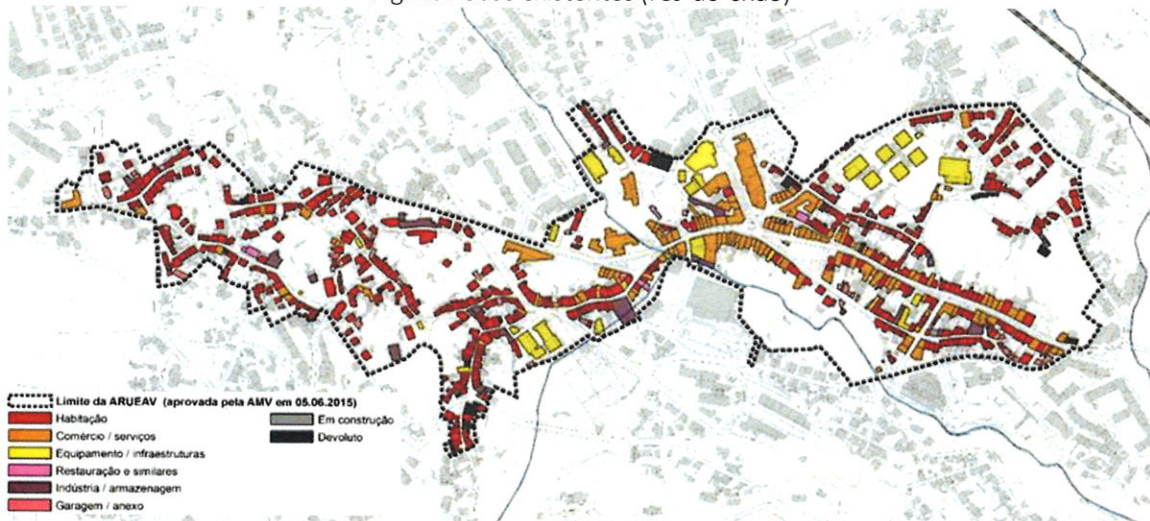 Limite da ARUEAV (aprovada pela AMV em 05.06.2015)
Habitação
Comércio / serviços
Equipamento / infraestruturas
Restauração e similares
Indústria / armazenagem
Garagem / anexo
Em construção
Devoluto